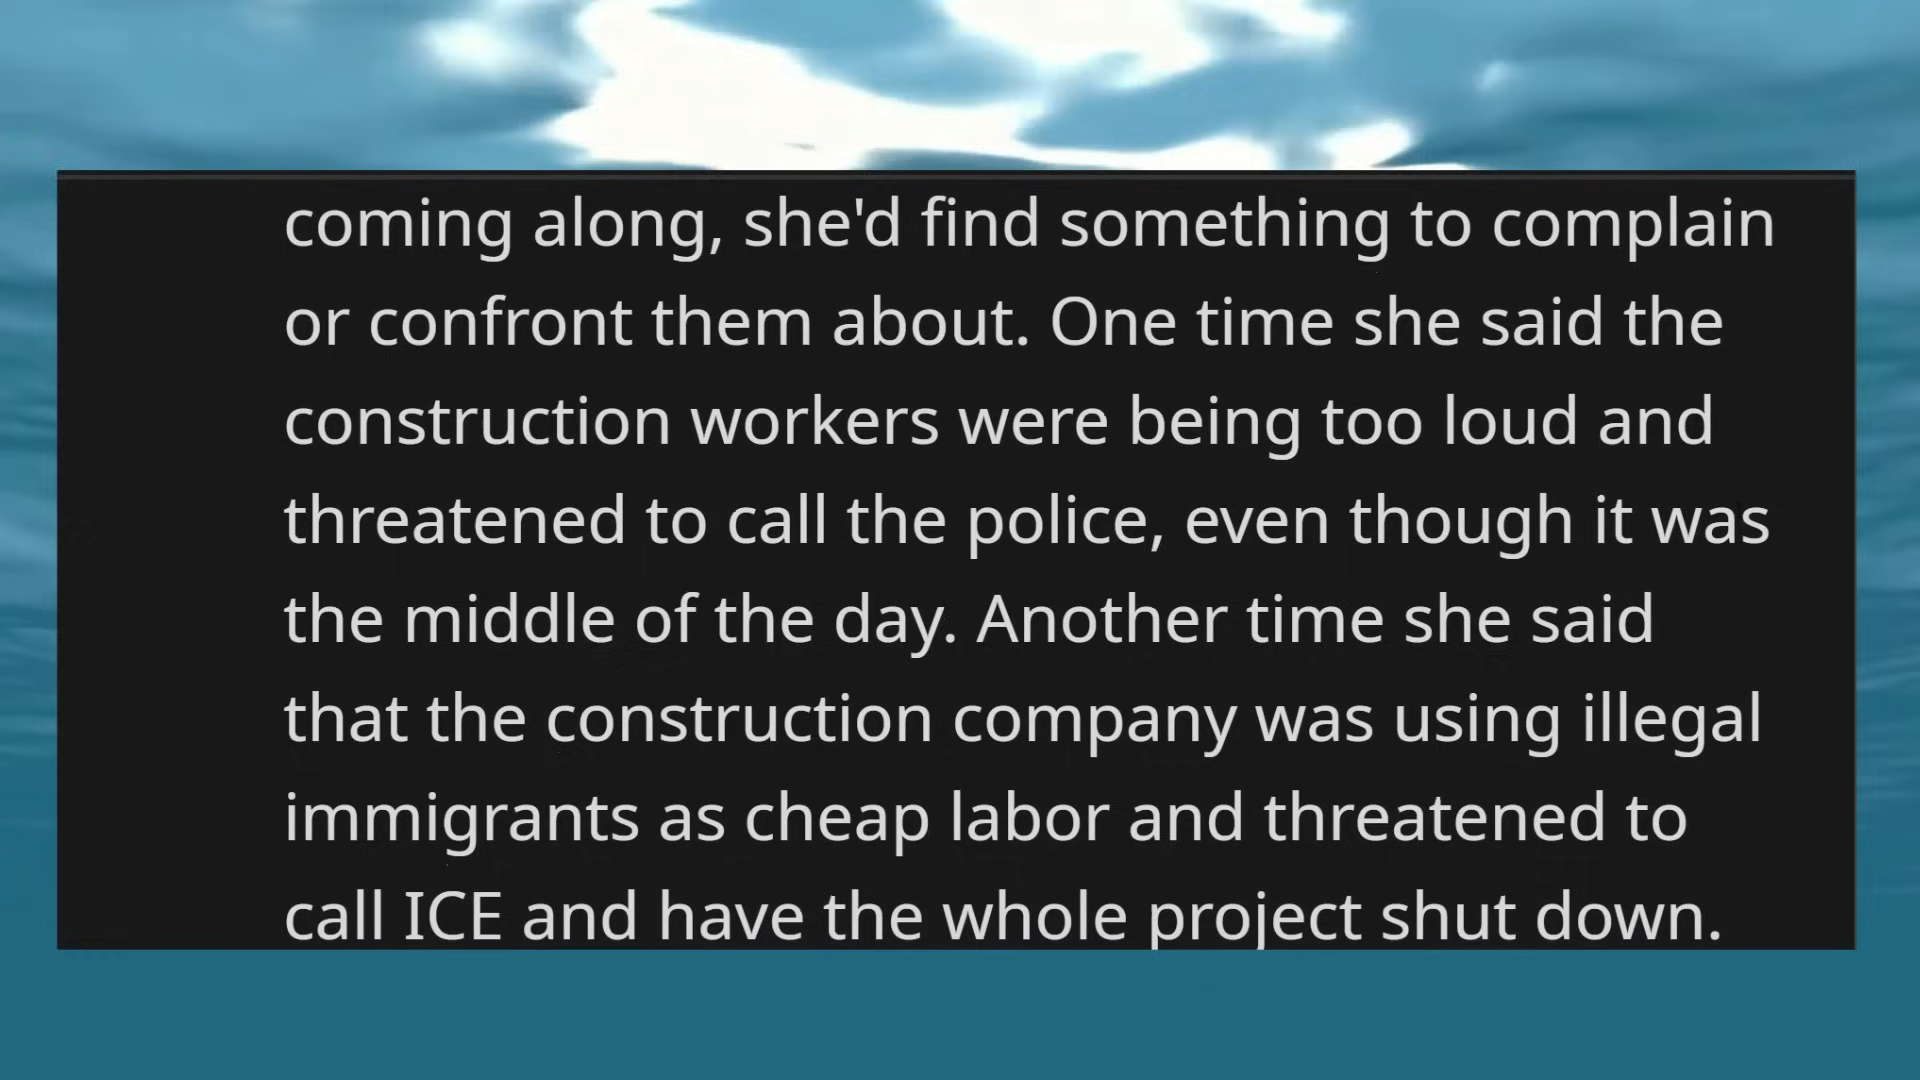 coming along, she'd find something to complain
or confront them about. One time she said the
construction workers were being too loud and
threatened to call the police, even though it was
the middle of the day. Another time she said
that the construction company was using illegal
immigrants as cheap labor and threatened to
call ICE and have the whole project shut down.